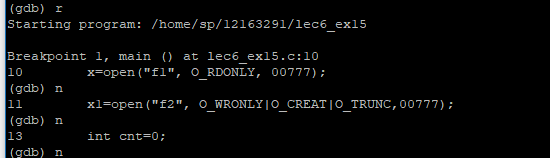 (gdb) r
Starting program: /home/sp/12163291/lec6_ex15
Breakpoint 1, main () at lec6_ex15.c:10
10 x=open("f1", O_RDONLY, 00777);
(gdb) n
11 x1=open("f2", O_WRONLY|O_CREAT|O_TRUNC,00777);
(gdb) n
13 int cnt=0;
(gdb) n